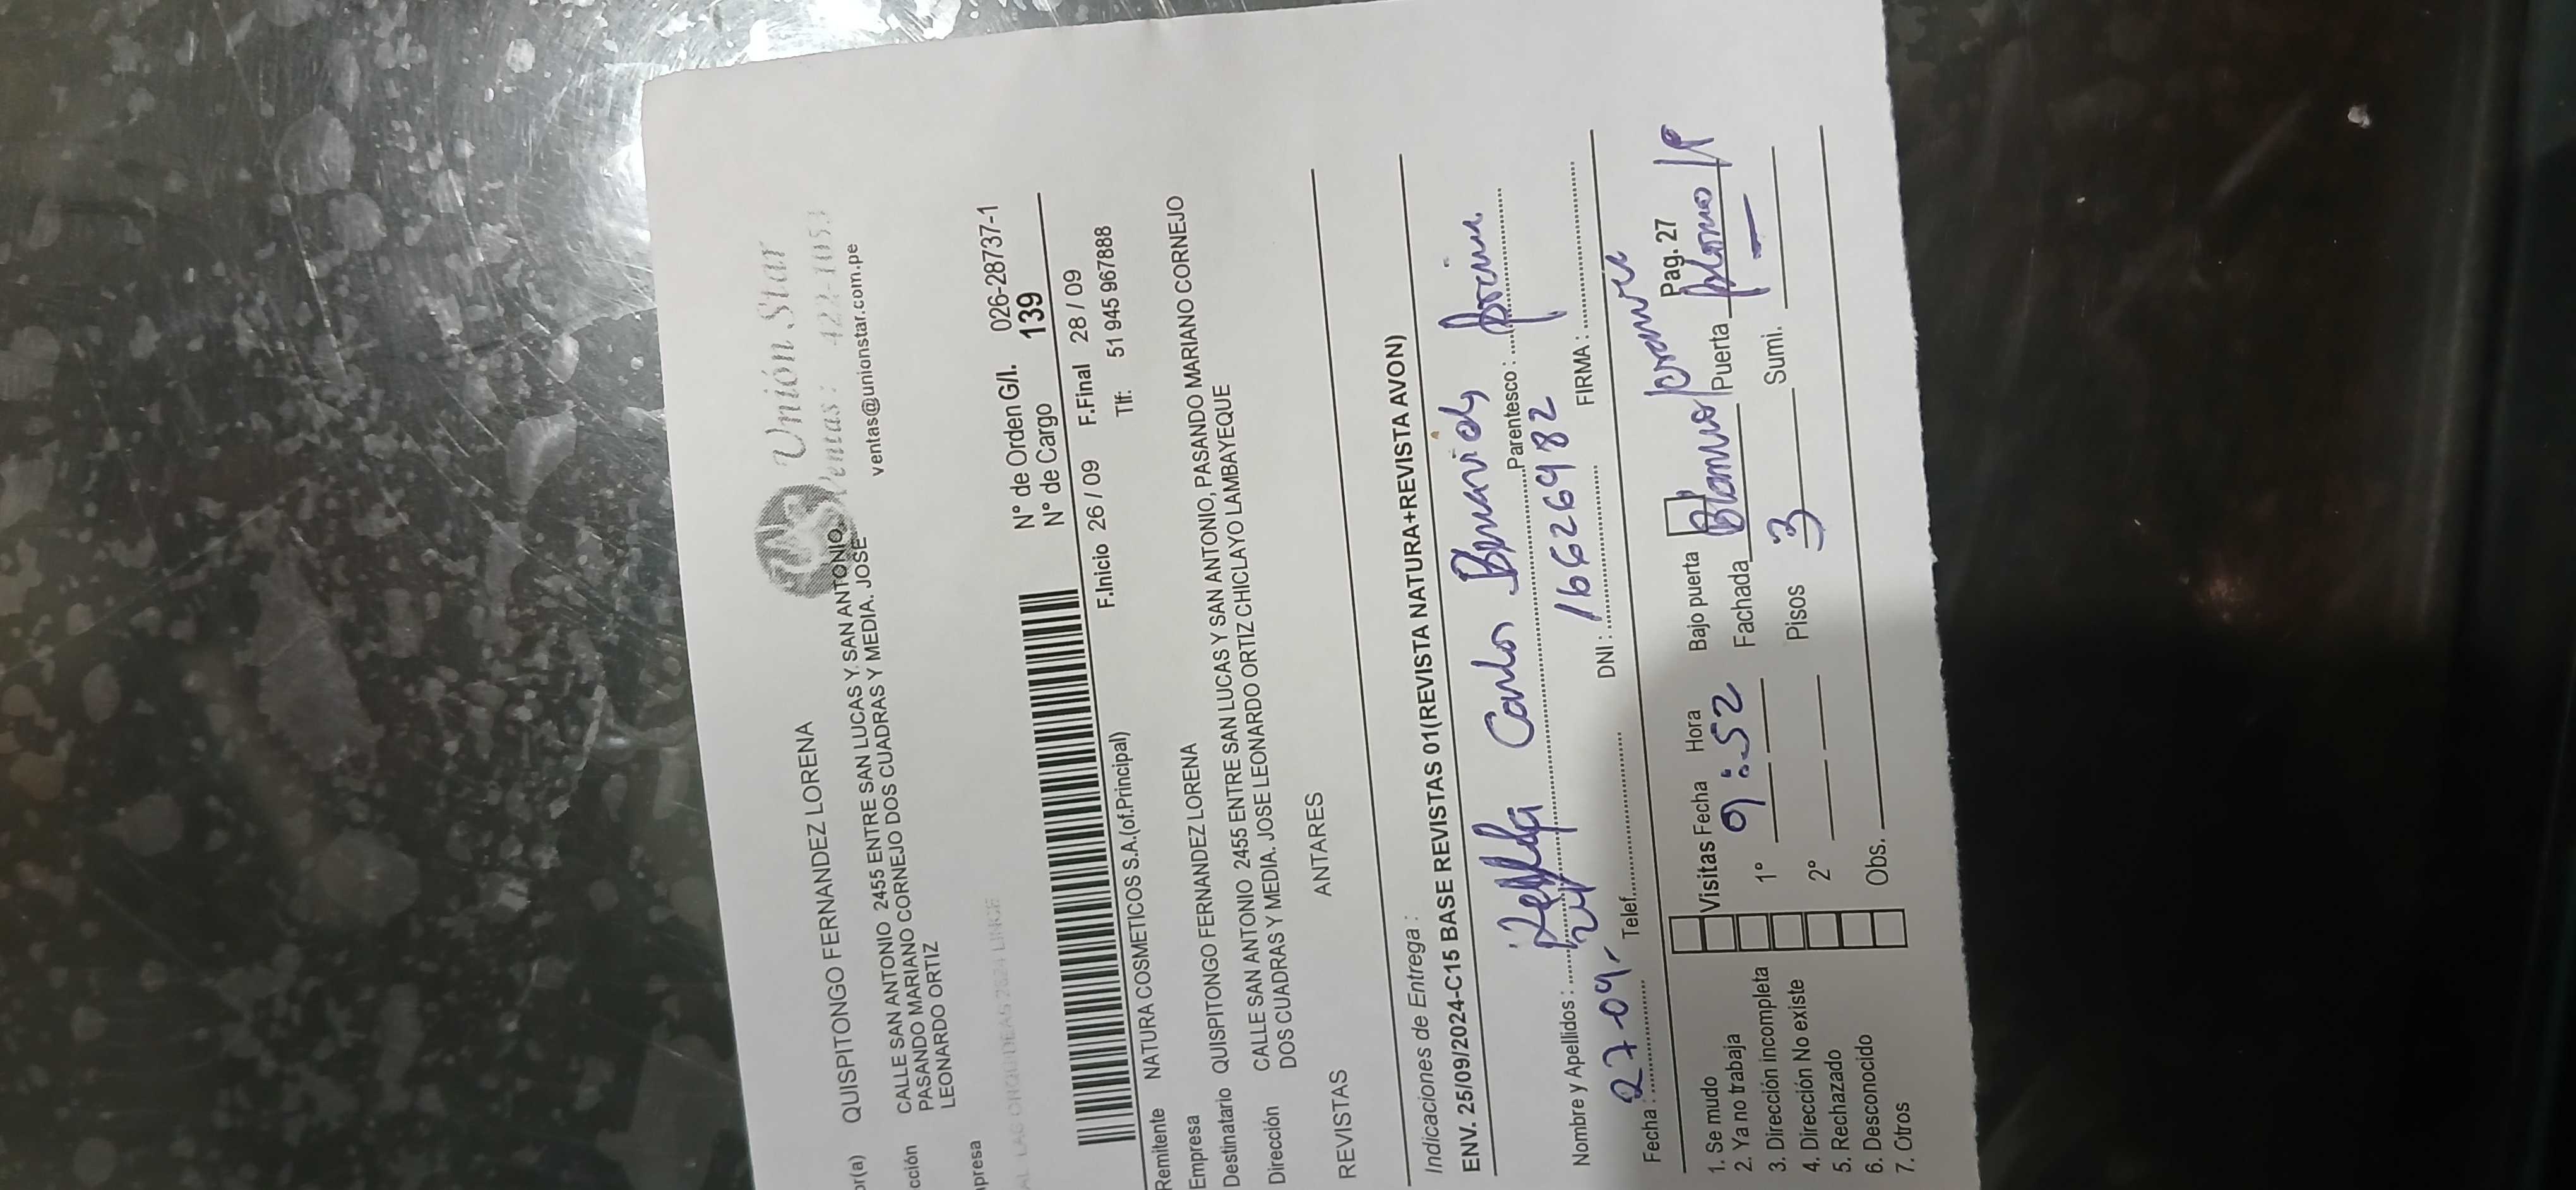 Unión Star
Ventas: 422-1053
ventas@unionstar.com.pe
or(a) QUISPITONGO FERNANDEZ LORENA
cción CALLE SAN ANTONIO 2455 ENTRE SAN LUCAS Y SAN ANTONIO,
PASANDO MARIANO CORNEJO DOS CUADRAS Y MEDIA. JOSE
LEONARDO ORTIZ
presa
N° de Orden G/I. 026-28737-1
N° de Cargo 139
F.Inicio 26 / 09 F.Final 28 / 09
Tlf: 51 945 967888
Remitente NATURA COSMETICOS S.A.(of.Principal)
Empresa
Destinatario QUISPITONGO FERNANDEZ LORENA
Dirección CALLE SAN ANTONIO 2455 ENTRE SAN LUCAS Y SAN ANTONIO, PASANDO MARIANO CORNEJO
DOS CUADRAS Y MEDIA. JOSE LEONARDO ORTIZ CHICLAYO LAMBAYEQUE
REVISTAS ANTARES
Indicaciones de Entrega :
ENV. 25/09/2024-C15 BASE REVISTAS 01(REVISTA NATURA+REVISTA AVON)
Nombre y Apellidos : Carlos Parentesco :
Fecha : 27-09- Telef. DNI : 16626482 FIRMA :
Pag. 27
1. Se mudo
2. Ya no trabaja
3. Dirección incompleta
4. Dirección No existe
5. Rechazado
6. Desconocido
7. Otros
Visitas Fecha Hora Bajo puerta
1° 9:52 Fachada Puerta plomo
2° Pisos 3 Sumi. —
Obs.